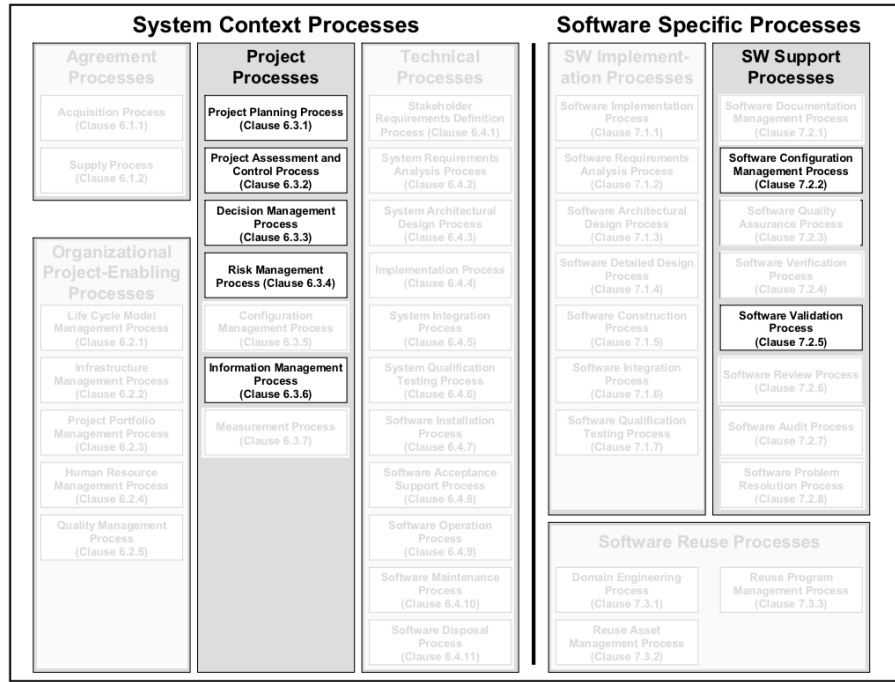 System Context Processes
Software Specific Processes
Agreement
Processes
Acquisition Process
(Clause 6.1.1)
Supply Process
(Clause 6.1.2)
Organizational
Project-Enabling
Processes
Life Cycle Model
Management Process
(Clause 6.2.1)
Infrastructure
Management Process
(Clause 6.2.2)
Project Portfolio
Management Process
(Clause 6.2.3)
Human Resource
Management Process
(Clause 6.2.4)
Quality Management
Process
(Clause 6.2.5)
Project
Processes
Project Planning Process
(Clause 6.3.1)
Project Assessment and
Control Process
(Clause 6.3.2)
Decision Management
Process
(Clause 6.3.3)
Risk Management
Process (Clause 6.3.4)
Configuration
Management Process
(Clause 6.3.5)
Information Management
Process
(Clause 6.3.6)
Measurement Process
(Clause 6.3.7)
Technical
Processes
Stakeholder
Requirements Definition
Process (Clause 6.4.1)
System Requirements
Analysis Process
(Clause 6.4.2)
System Architectural
Design Process
(Clause 6.4.3)
Implementation Process
(Clause 6.4.4)
System Integration
Process
(Clause 6.4.5)
System Qualification
Testing Process
(Clause 6.4.6)
Software Installation
Process
(Clause 6.4.7)
Software Acceptance
Support Process
(Clause 6.4.8)
Software Operation
Process
(Clause 6.4.9)
Software Maintenance
Process
(Clause 6.4.10)
Software Disposal
Process
(Clause 6.4.11)
SW Implement-
ation Processes
Software Implementation
Process
(Clause 7.1.1)
Software Requirements
Analysis Process
(Clause 7.1.2)
Software Architectural
Design Process
(Clause 7.1.3)
Software Detailed Design
Process
(Clause 7.1.4)
Software Construction
Process
(Clause 7.1.5)
Software Integration
Process
(Clause 7.1.6)
Software Qualification
Testing Process
(Clause 7.1.7)
SW Support
Processes
Software Documentation
Management Process
(Clause 7.2.1)
Software Configuration
Management Process
(Clause 7.2.2)
Software Quality
Assurance Process
(Clause 7.2.3)
Software Verification
Process
(Clause 7.2.4)
Software Validation
Process
(Clause 7.2.5)
Software Review Process
(Clause 7.2.6)
Software Audit Process
(Clause 7.2.7)
Software Problem
Resolution Process
(Clause 7.2.8)
Software Reuse Processes
Domain Engineering
Process
(Clause 7.3.1)
Reuse Program
Management Process
(Clause 7.3.3)
Reuse Asset
Management Process
(Clause 7.3.2)